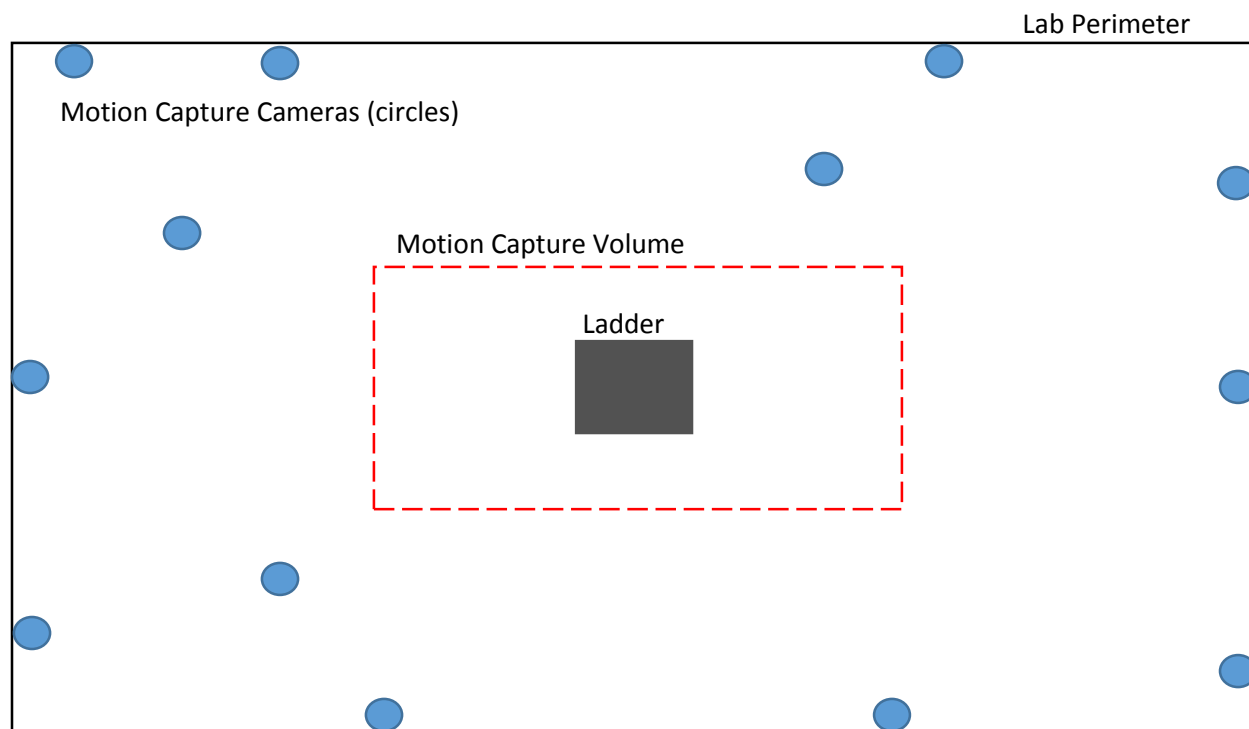 Lab Perimeter
Motion Capture Cameras (circles)
Motion Capture Volume
Ladder